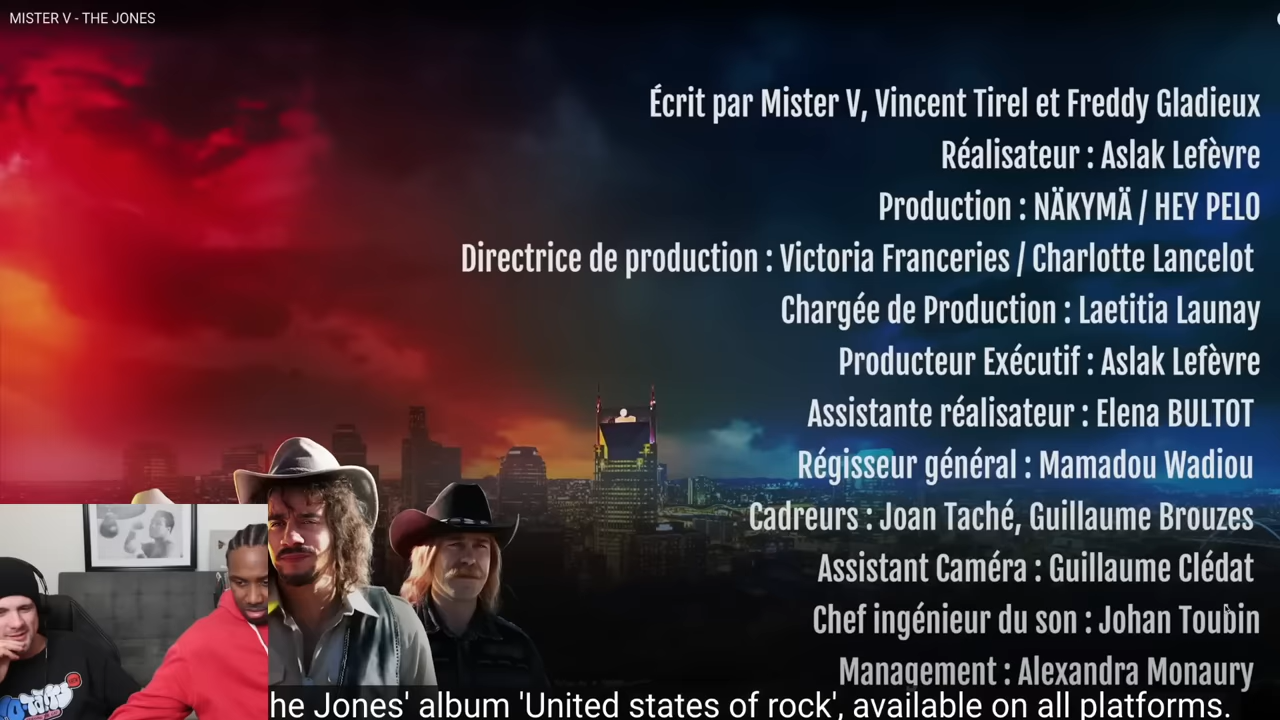 MISTER V - THE JONES
Écrit par Mister V, Vincent Tirel et Freddy Gladieux
Réalisateur : Aslak Lefèvre
Production : NÄKYMÄ / HEY PELO
Directrice de production : Victoria Franceries / Charlotte Lancelot
Chargée de Production : Laetitia Launay
Producteur Exécutif : Aslak Lefèvre
Assistante réalisateur : Elena BULTOT
Régisseur général : Mamadou Wadiou
Cadreurs : Joan Taché, Guillaume Brouzes
Assistant Caméra : Guillaume Clédat
Chef ingénieur du son : Johan Toubin
Management : Alexandra Monaury
he Jones' album 'United states of rock', available on all platforms.